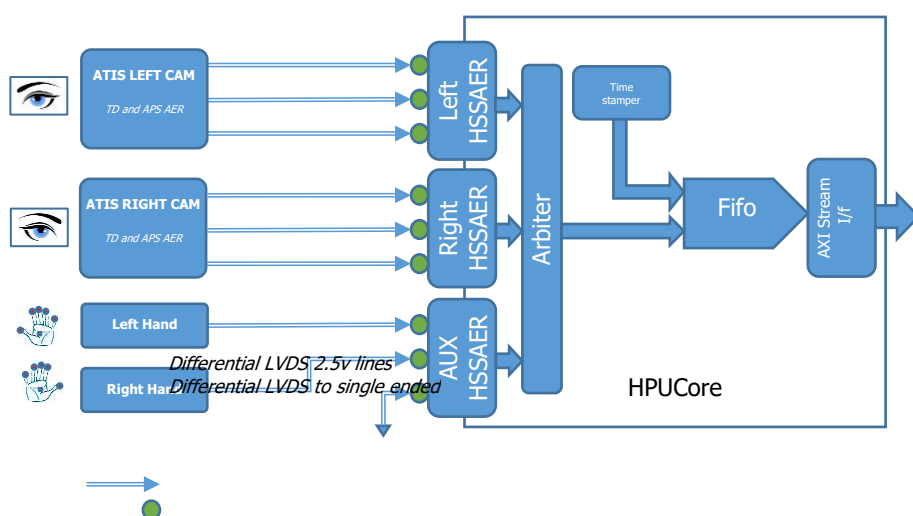 ATIS LEFT CAM
TD and APS AER
Left
HSSAER
Time
stamper
ATIS RIGHT CAM
TD and APS AER
Right
HSSAER
Arbiter
Fifo
AXI Stream
I/f
Left Hand
AUX
HSSAER
Differential LVDS 2.5v lines
Right Hand
Differential LVDS to single ended
HPUCore